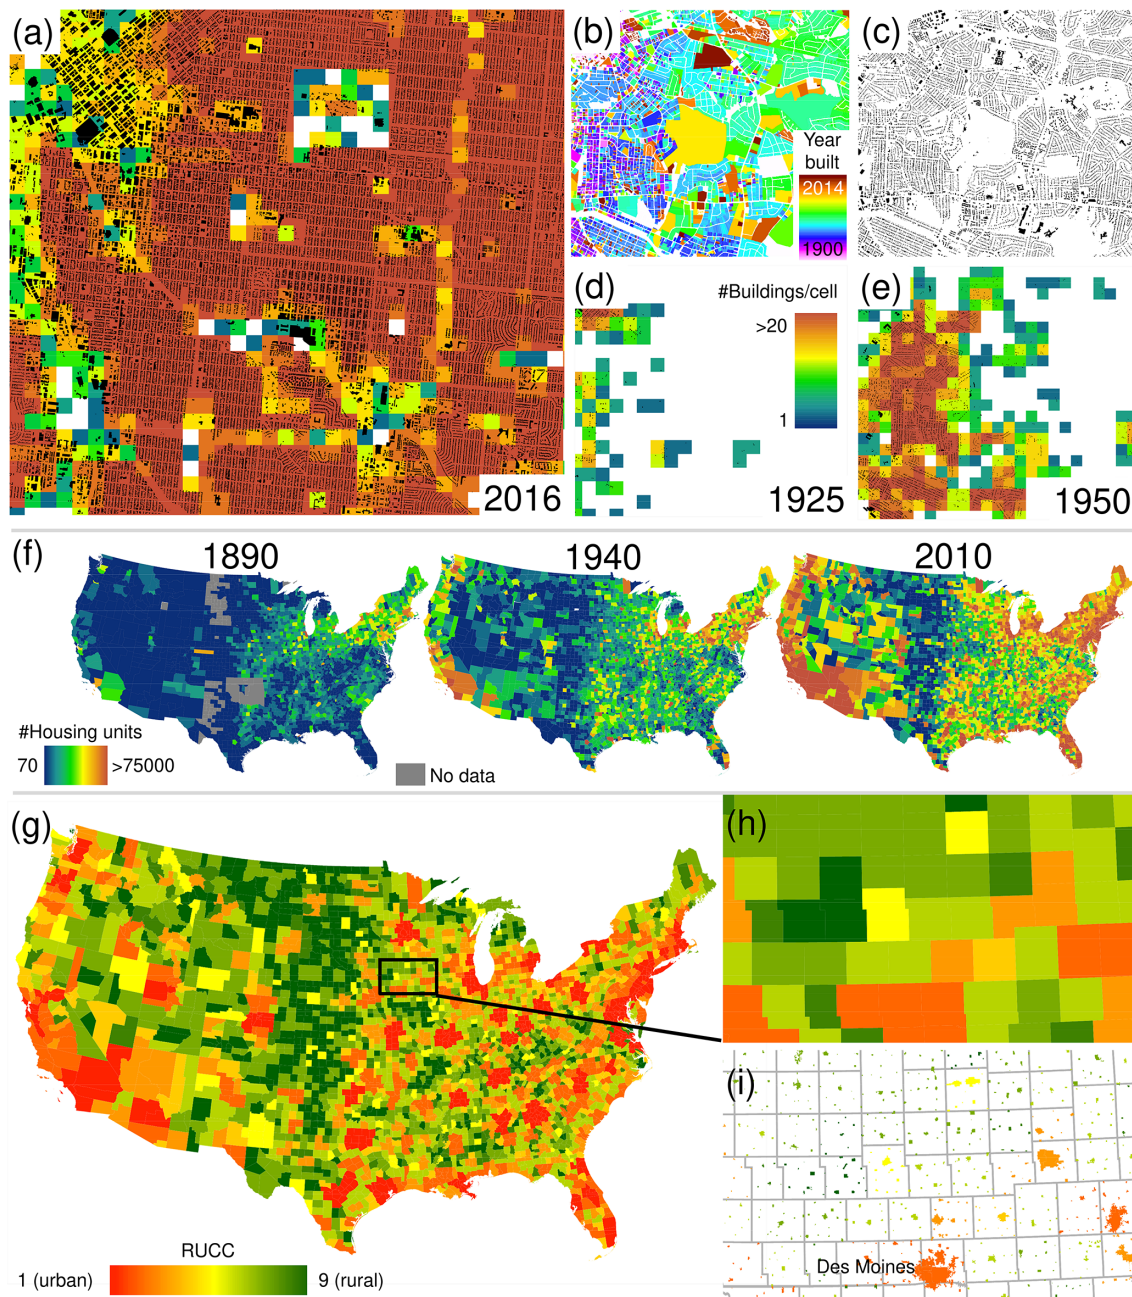 (a)
2016
(b)
Year
built
2014
1900
(c)
(d)
#Buildings/cell
>20
1
1925
(e)
1950
(f)
1890
1940
2010
#Housing units
70
>75000
No data
(g)
RUCC
1 (urban)
9 (rural)
(h)
(i)
Des Moines